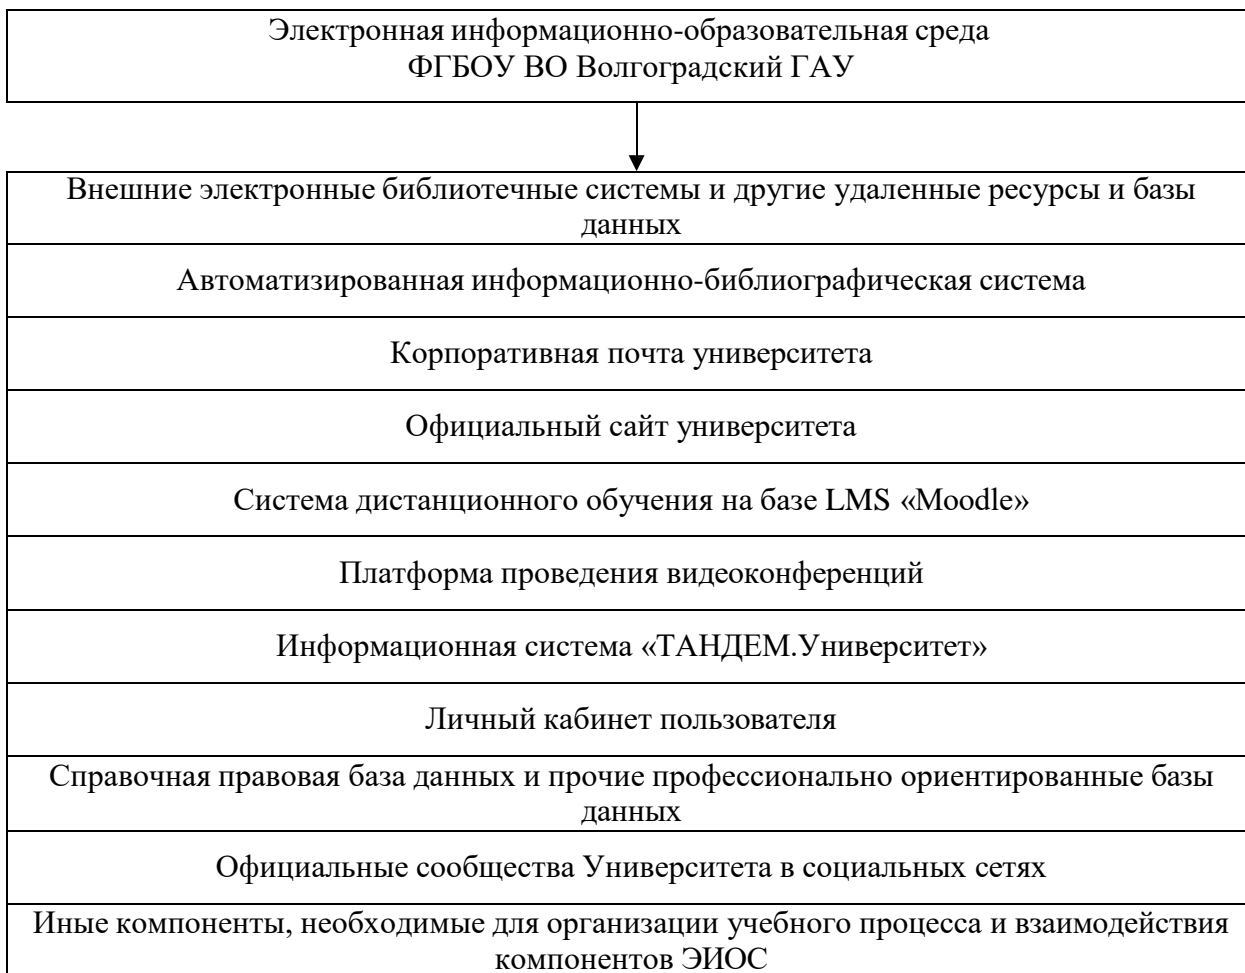 Электронная информационно-образовательная среда
ФГБОУ ВО Волгоградский ГАУ
Внешние электронные библиотечные системы и другие удаленные ресурсы и базы
данных
Автоматизированная информационно-библиографическая система
Корпоративная почта университета
Официальный сайт университета
Система дистанционного обучения на базе LMS «Moodle»
Платформа проведения видеоконференций
Информационная система «ТАНДЕМ.Университет»
Личный кабинет пользователя
Справочная правовая база данных и прочие профессионально ориентированные базы
данных
Официальные сообщества Университета в социальных сетях
Иные компоненты, необходимые для организации учебного процесса и взаимодействия
компонентов ЭИОС